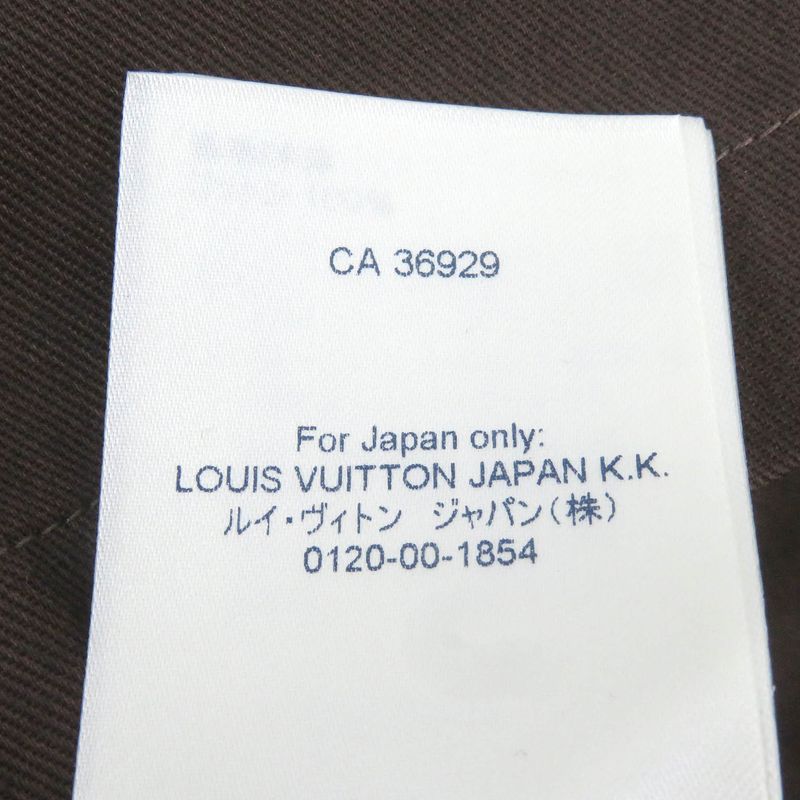 CA 36929
For Japan only:
LOUIS VUITTON JAPAN K.K.
ルイ・ヴィトン　ジャパン(株)
0120-00-1854